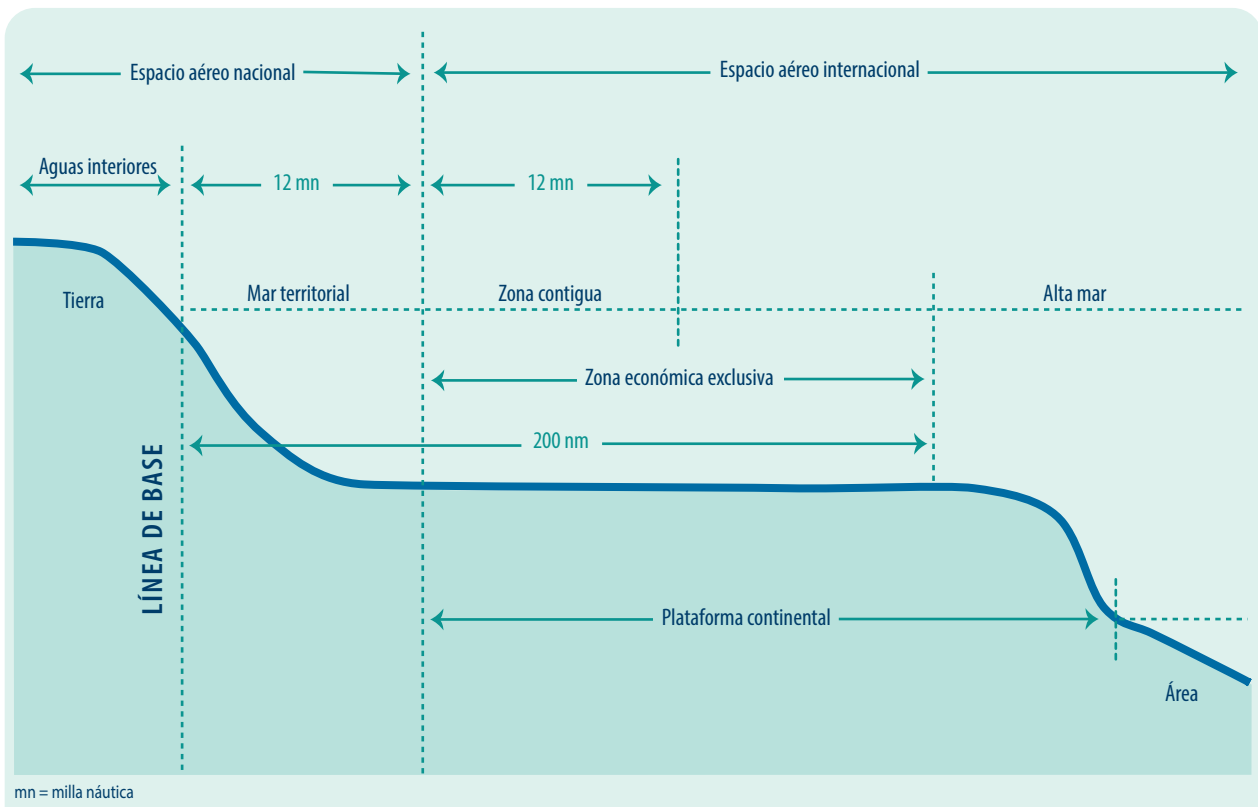 Espacio aéreo nacional
Espacio aéreo internacional
Aguas interiores
12 mn
12 mn
Tierra
Mar territorial
Zona contigua
Alta mar
Zona económica exclusiva
200 nm
LÍNEA DE BASE
Plataforma continental
Área
mn = milla náutica